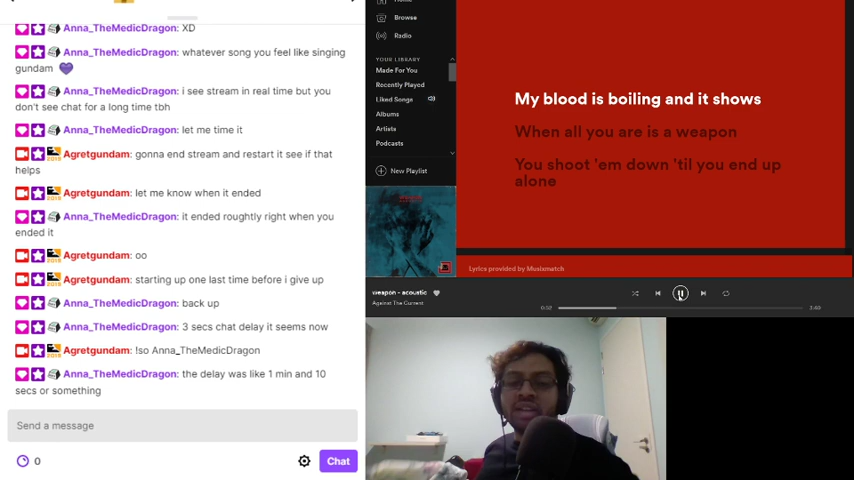 Anna_TheMedicDragon: XD
Anna_TheMedicDragon: whatever song you feel like singing
gundam
Anna_TheMedicDragon: i see stream in real time but you
don't see chat for a long time tbh
Anna_TheMedicDragon: let me time it
Agretgundam: gonna end stream and restart it see if that
helps
Agretgundam: let me know when it ended
Anna_TheMedicDragon: it ended roughtly right when you
ended it
Agretgundam: oo
Agretgundam: starting up one last time before i give up
Anna_TheMedicDragon: back up
Anna_TheMedicDragon: 3 secs chat delay it seems now
Agretgundam: !so Anna_TheMedicDragon
Anna_TheMedicDragon: the delay was like 1 min and 10
secs or something
Send a message
0
Chat
Browse
Radio
YOUR LIBRARY
Made For You
Recently Played
Liked Songs
Albums
Artists
Podcasts
New Playlist
My blood is boiling and it shows
When all you are is a weapon
You shoot 'em down 'til you end up
alone
Lyrics provided by Musixmatch
weapon - acoustic
Against The Current
0:52
3:40